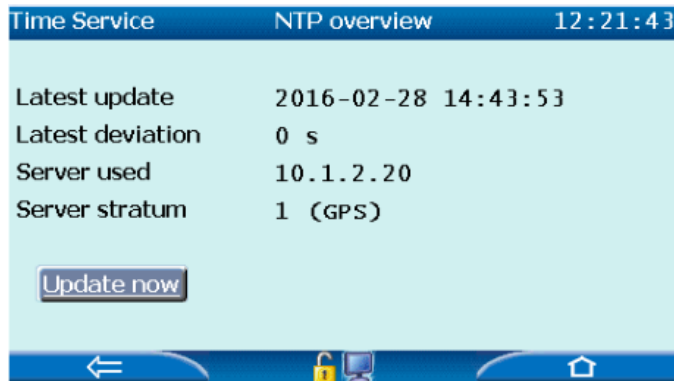 Time Service NTP overview 12:21:43
Latest update 2016-02-28 14:43:53
Latest deviation 0 s
Server used 10.1.2.20
Server stratum 1 (GPS)
Update now